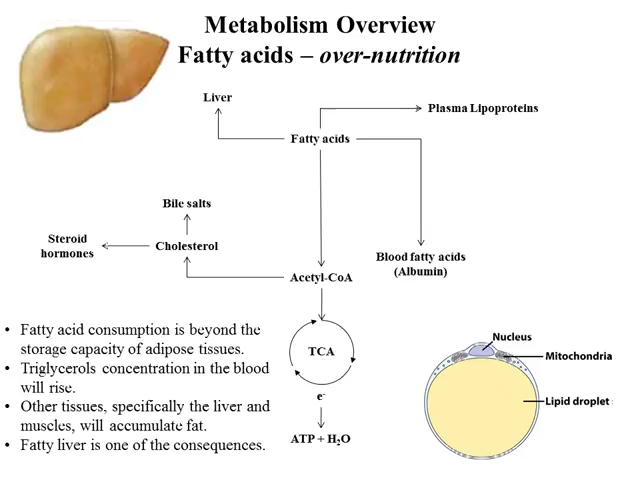 Metabolism Overview
Fatty acids – over-nutrition
Liver
Plasma Lipoproteins
Fatty acids
Bile salts
Steroid
hormones
Cholesterol
Blood fatty acids
(Albumin)
Acetyl-CoA
• Fatty acid consumption is beyond the
storage capacity of adipose tissues.
• Triglycerols concentration in the blood
will rise.
• Other tissues, specifically the liver and
muscles, will accumulate fat.
• Fatty liver is one of the consequences.
TCA
e-
ATP + H2O
Nucleus
Mitochondria
Lipid droplet